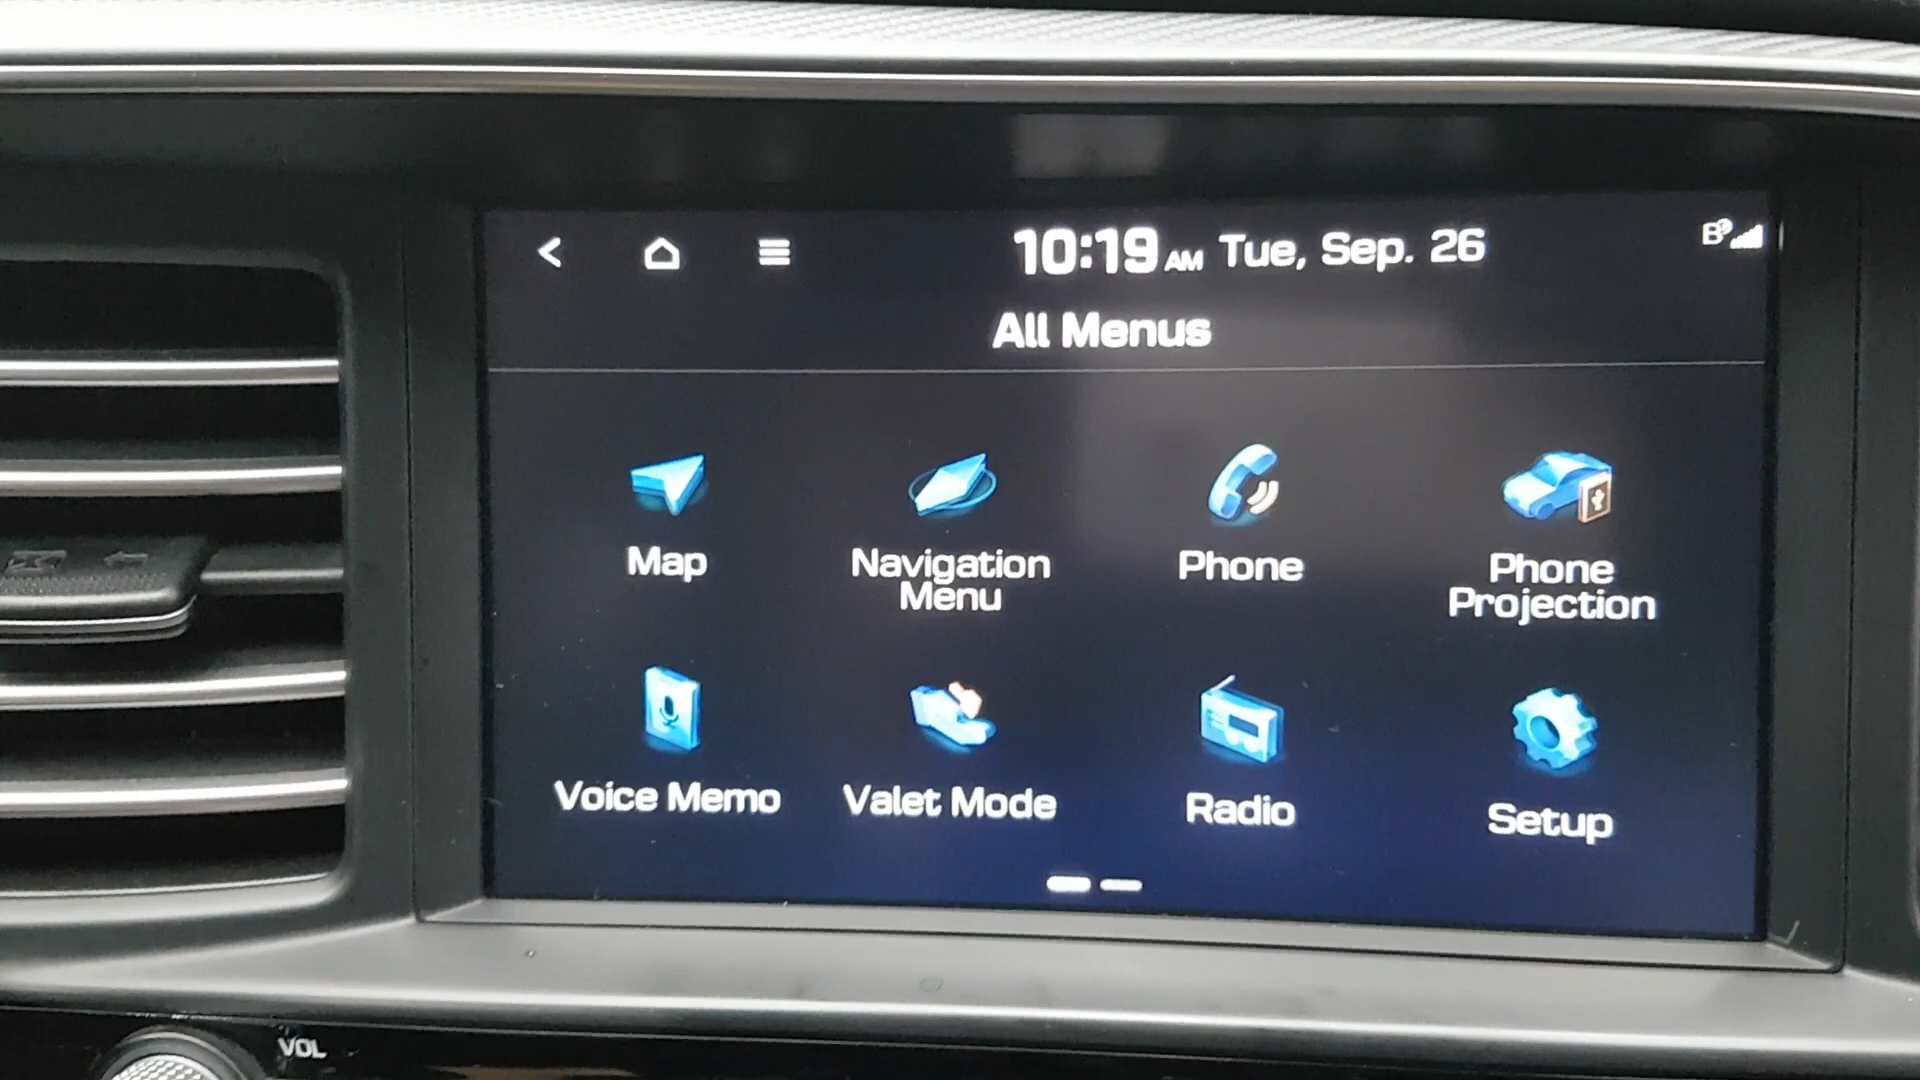 10:19 AM Tue, Sep. 26
All Menus
Map
Navigation
Menu
Phone
Phone
Projection
Voice Memo
Valet Mode
Radio
Setup
VOL